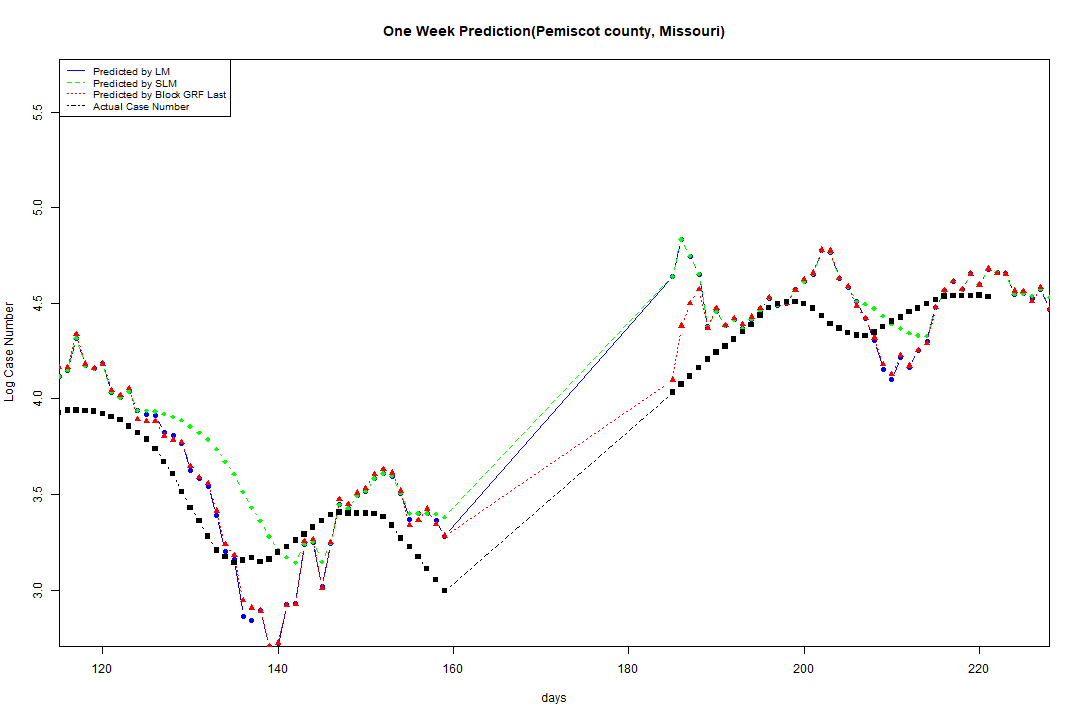 One Week Prediction(Pemiscot county, Missouri)
Predicted by LM
Predicted by SLM
Predicted by Block GRF Last
Actual Case Number
5.5
5.0
4.5
4.0
3.5
3.0
Log Case Number
120 140 160 180 200 220
days